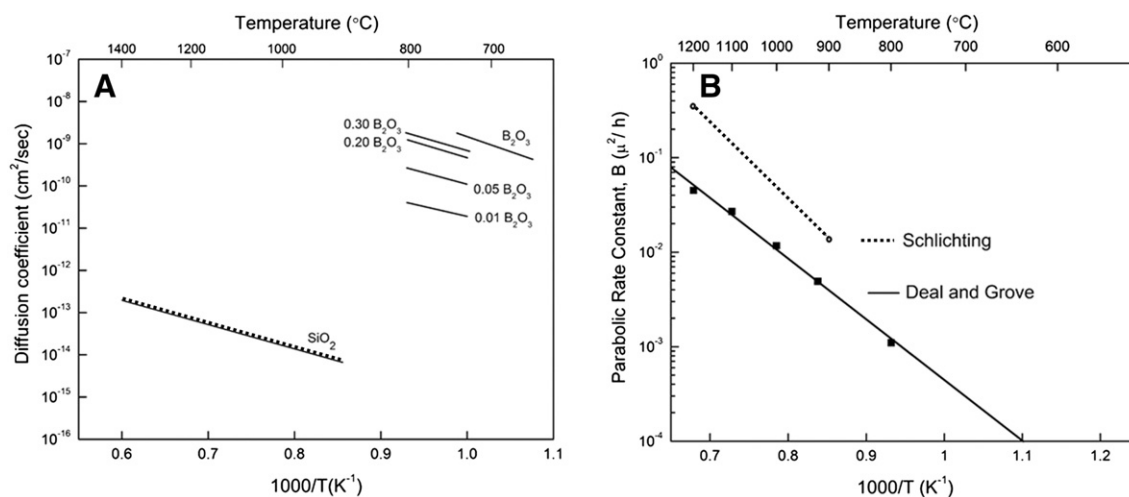 Temperature (°C)
1400 1200 1000 800 700
A
Diffusion coefficient (cm²/sec)
10⁻⁷
10⁻⁸
10⁻⁹
10⁻¹⁰
10⁻¹¹
10⁻¹²
10⁻¹³
10⁻¹⁴
10⁻¹⁵
10⁻¹⁶
0.30 B₂O₃
0.20 B₂O₃
B₂O₃
0.05 B₂O₃
0.01 B₂O₃
SiO₂
0.6 0.7 0.8 0.9 1.0 1.1
1000/T(K⁻¹)
Temperature (°C)
1200 1100 1000 900 800 700 600
B
Parabolic Rate Constant, B (μ²/ h)
10⁰
10⁻¹
10⁻²
10⁻³
10⁻⁴
Schlichting
Deal and Grove
0.7 0.8 0.9 1 1.1 1.2
1000/T(K⁻¹)